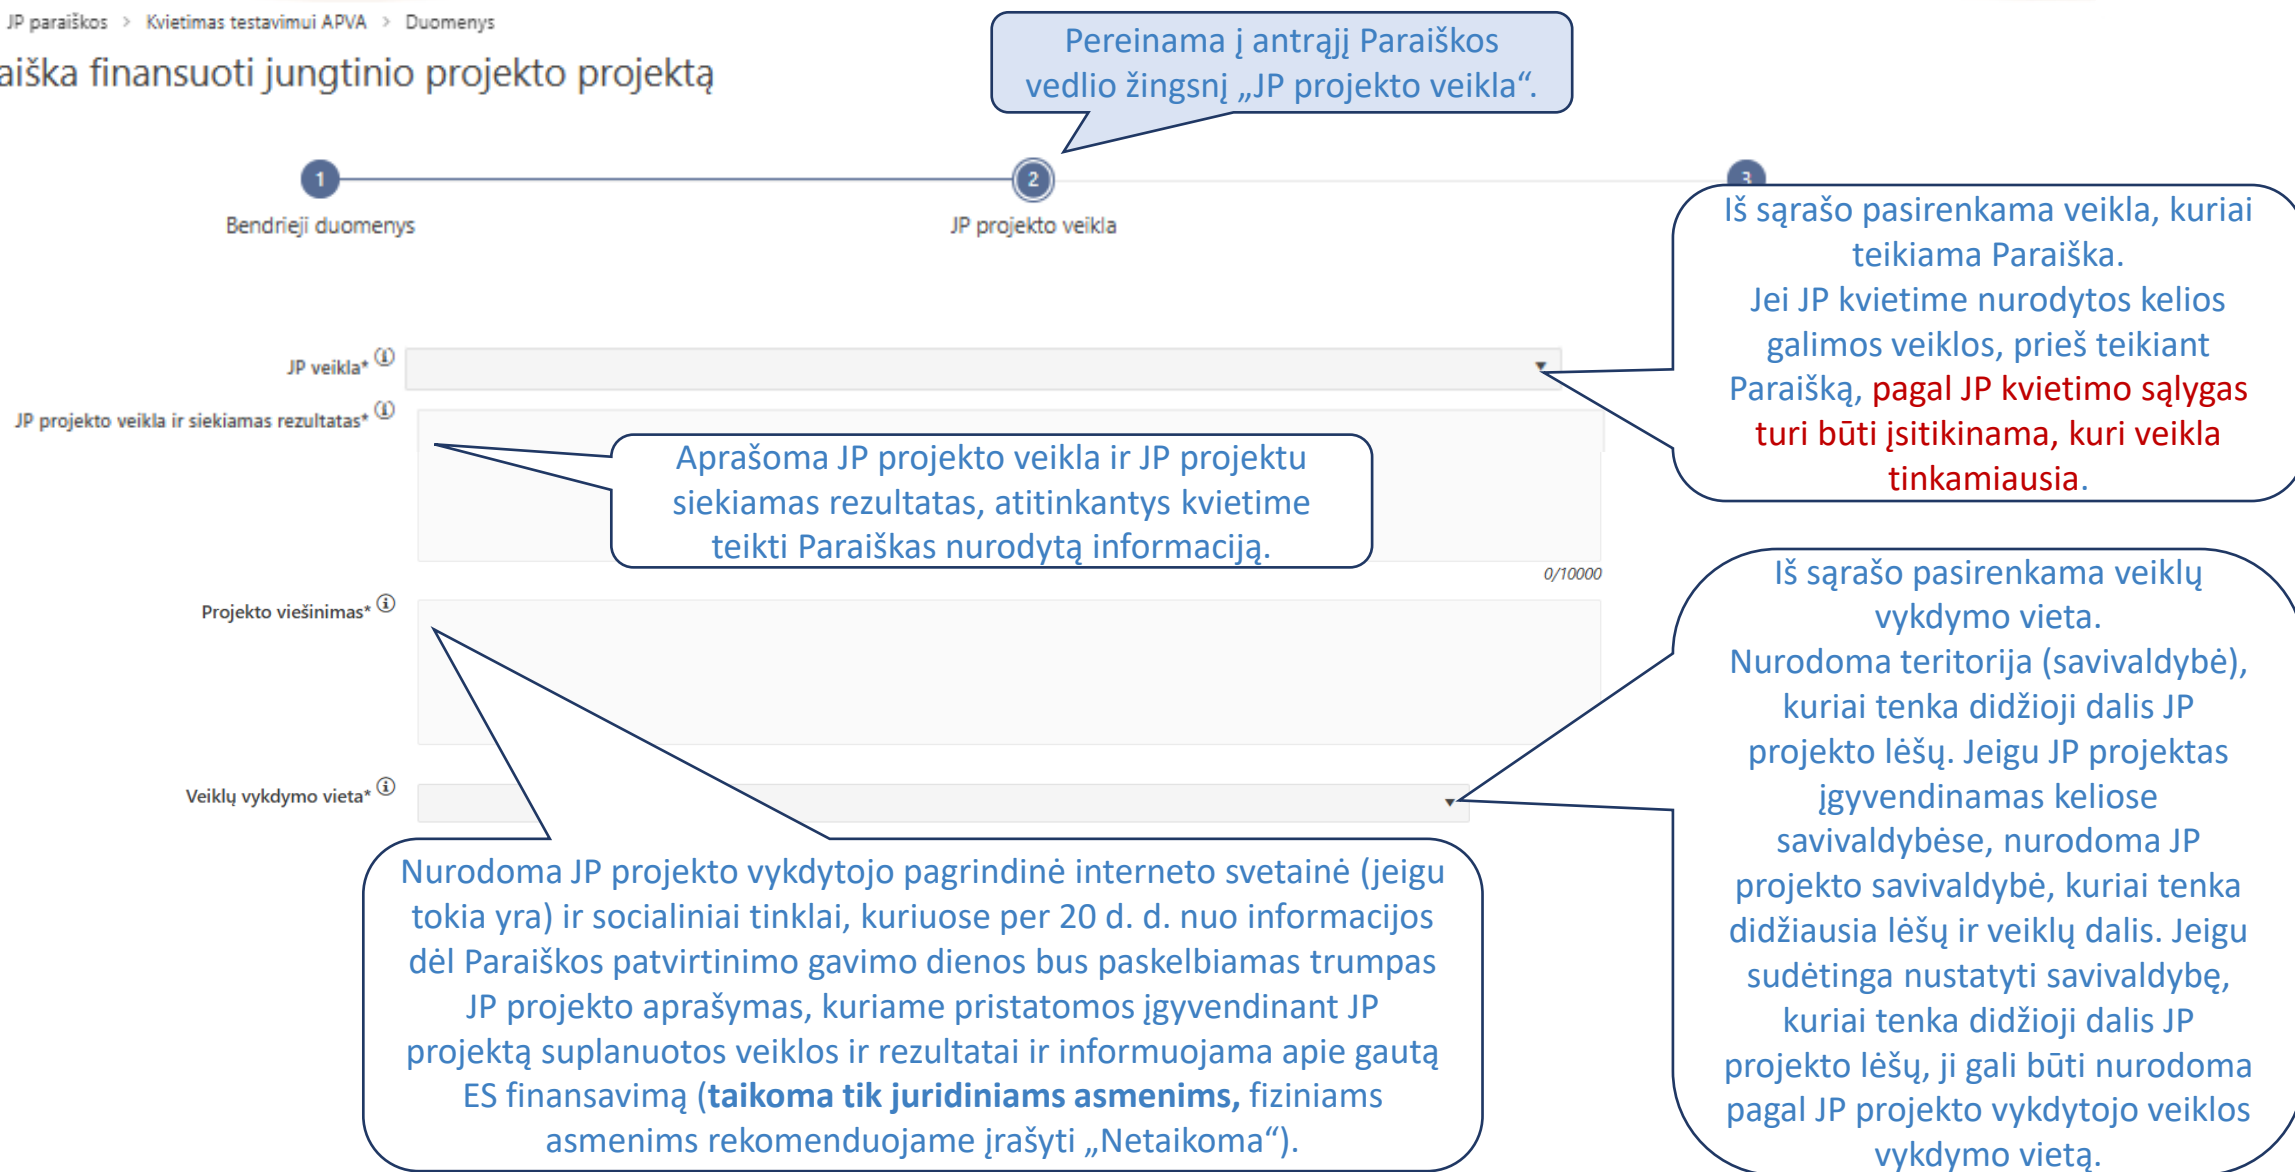 JP paraiškos > Kvietimas testavimui APVA > Duomenys
aiška finansuoti jungtinio projekto projektą
Pereinama į antrąjį Paraiškos
vedlio žingsnį „JP projekto veikla“.
1
2
3
Bendrieji duomenys
JP projekto veikla
Iš sąrašo pasirenkama veikla, kuriai
teikiama Paraiška.
Jei JP kvietime nurodytos kelios
galimos veiklos, prieš teikiant
Paraišką, pagal JP kvietimo sąlygas
turi būti įsitikinama, kuri veikla
tinkamiausia.
JP veikla*
JP projekto veikla ir siekiamas rezultatas*
Aprašoma JP projekto veikla ir JP projektu
siekiamas rezultatas, atitinkantys kvietime
teikti Paraiškas nurodytą informaciją.
0/10000
Projekto viešinimas*
Veiklų vykdymo vieta*
Iš sąrašo pasirenkama veiklų
vykdymo vieta.
Nurodoma teritorija (savivaldybė),
kuriai tenka didžioji dalis JP
projekto lėšų. Jeigu JP projektas
įgyvendinamas keliose
savivaldybėse, nurodoma JP
projekto savivaldybė, kuriai tenka
didžiausia lėšų ir veiklų dalis. Jeigu
sudėtinga nustatyti savivaldybę,
kuriai tenka didžioji dalis JP
projekto lėšų, ji gali būti nurodoma
pagal JP projekto vykdytojo veiklos
vykdymo vietą.
Nurodoma JP projekto vykdytojo pagrindinė interneto svetainė (jeigu
tokia yra) ir socialiniai tinklai, kuriuose per 20 d. d. nuo informacijos
dėl Paraiškos patvirtinimo gavimo dienos bus paskelbiamas trumpas
JP projekto aprašymas, kuriame pristatomos įgyvendinant JP
projektą suplanuotos veiklos ir rezultatai ir informuojama apie gautą
ES finansavimą (taikoma tik juridiniams asmenims, fiziniams
asmenims rekomenduojame įrašyti „Netaikoma“).